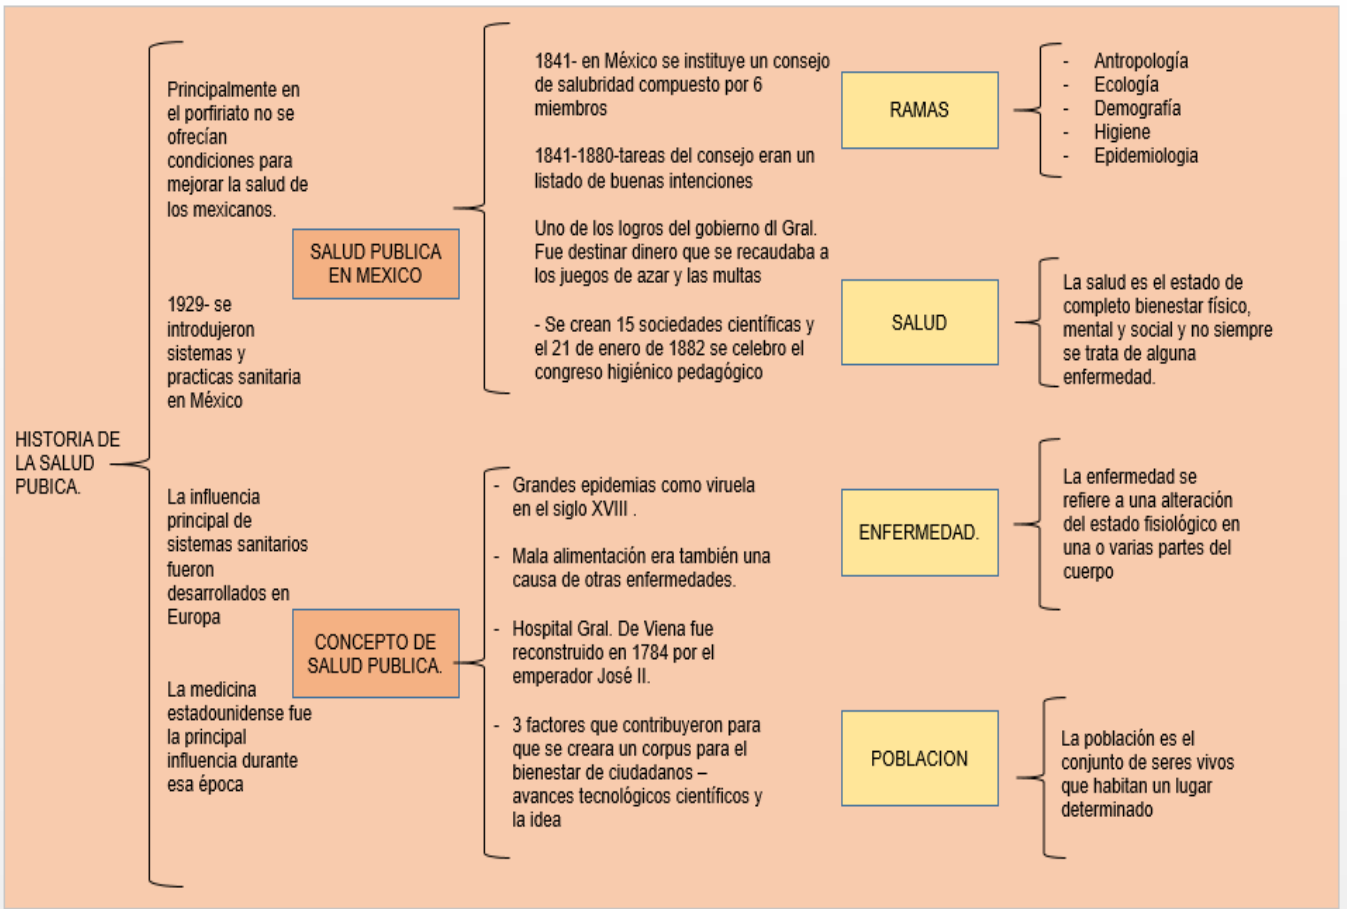 HISTORIA DE
LA SALUD
PUBICA.
Principalmente en
el porfiriato no se
ofrecían
condiciones para
mejorar la salud de
los mexicanos.
1929- se
introdujeron
sistemas y
practicas sanitaria
en México
La influencia
principal de
sistemas sanitarios
fueron
desarrollados en
Europa
La medicina
estadounidense fue
la principal
influencia durante
esa época
SALUD PUBLICA
EN MEXICO
1841- en México se instituye un consejo
de salubridad compuesto por 6
miembros
1841-1880-tareas del consejo eran un
listado de buenas intenciones
Uno de los logros del gobierno dl Gral.
Fue destinar dinero que se recaudaba a
los juegos de azar y las multas
- Se crean 15 sociedades científicas y
el 21 de enero de 1882 se celebro el
congreso higiénico pedagógico
CONCEPTO DE
SALUD PUBLICA.
- Grandes epidemias como viruela
en el siglo XVIII .
- Mala alimentación era también una
causa de otras enfermedades.
- Hospital Gral. De Viena fue
reconstruido en 1784 por el
emperador José II.
- 3 factores que contribuyeron para
que se creara un corpus para el
bienestar de ciudadanos –
avances tecnológicos científicos y
la idea
RAMAS
- Antropología
- Ecología
- Demografía
- Higiene
- Epidemiologia
SALUD
La salud es el estado de
completo bienestar físico,
mental y social y no siempre
se trata de alguna
enfermedad.
ENFERMEDAD.
La enfermedad se
refiere a una alteración
del estado fisiológico en
una o varias partes del
cuerpo
POBLACION
La población es el
conjunto de seres vivos
que habitan un lugar
determinado